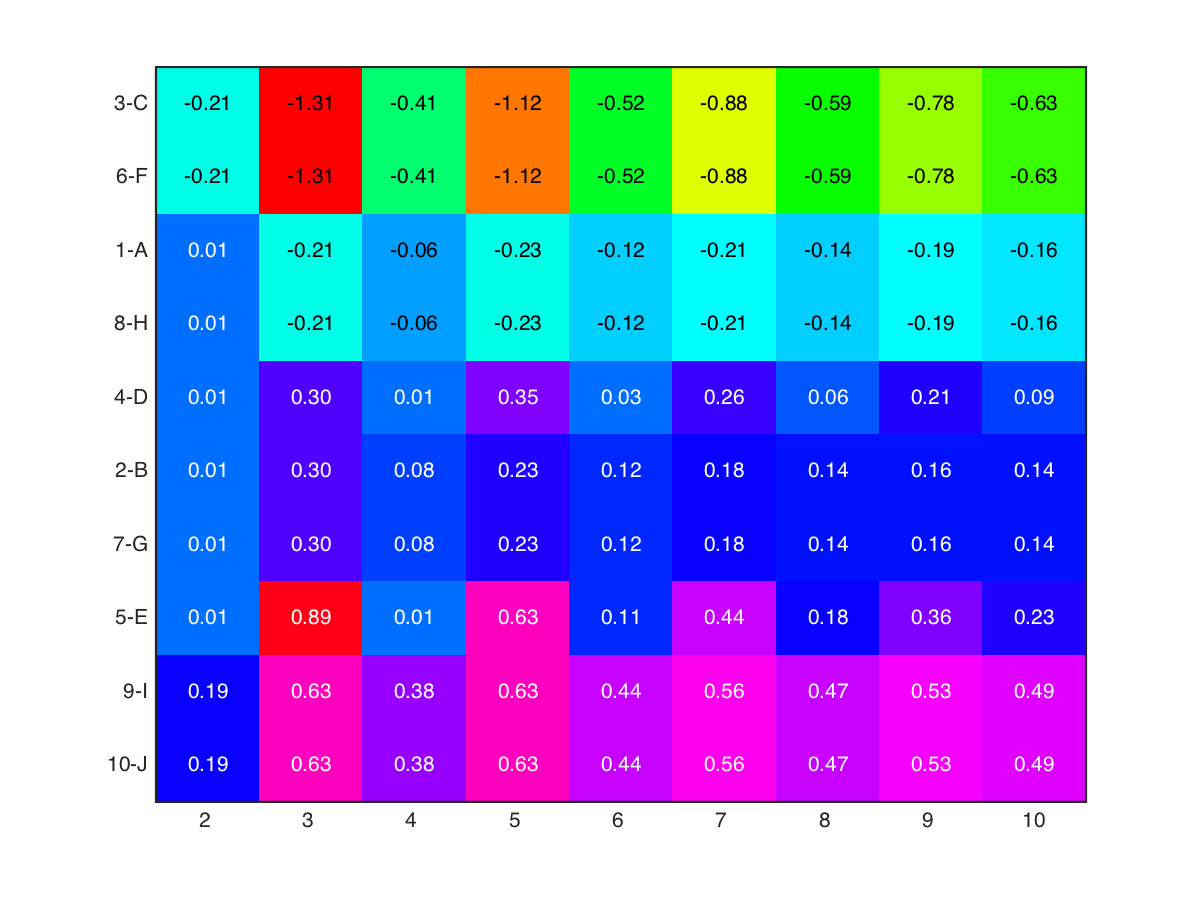 3-C -0.21 -1.31 -0.41 -1.12 -0.52 -0.88 -0.59 -0.78 -0.63
6-F -0.21 -1.31 -0.41 -1.12 -0.52 -0.88 -0.59 -0.78 -0.63
1-A 0.01 -0.21 -0.06 -0.23 -0.12 -0.21 -0.14 -0.19 -0.16
8-H 0.01 -0.21 -0.06 -0.23 -0.12 -0.21 -0.14 -0.19 -0.16
4-D 0.01 0.30 0.01 0.35 0.03 0.26 0.06 0.21 0.09
2-B 0.01 0.30 0.08 0.23 0.12 0.18 0.14 0.16 0.14
7-G 0.01 0.30 0.08 0.23 0.12 0.18 0.14 0.16 0.14
5-E 0.01 0.89 0.01 0.63 0.11 0.44 0.18 0.36 0.23
9-I 0.19 0.63 0.38 0.63 0.44 0.56 0.47 0.53 0.49
10-J 0.19 0.63 0.38 0.63 0.44 0.56 0.47 0.53 0.49
2 3 4 5 6 7 8 9 10